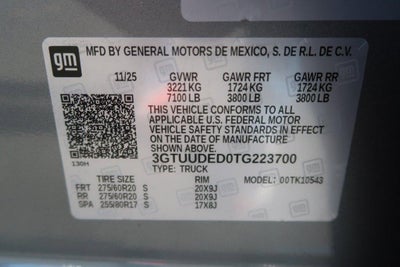 gm MFD BY GENERAL MOTORS DE MEXICO, S. DE R.L. DE C.V.
11/25 GVWR GAWR FRT GAWR RR
3221 KG 1724 KG 1724 KG
7100 LB 3800 LB 3800 LB
THIS VEHICLE CONFORMS TO ALL
APPLICABLE U.S. FEDERAL MOTOR
VEHICLE SAFETY STANDARDS IN EFFECT
ON THE DATE OF MANUFACTURE
SHOWN ABOVE.
130H 3GTUUDED0TG223700
TYPE: TRUCK
TIRE SIZE RIM MODEL: 00TK10543
FRT 275/60R20 S 20X9J
RR 275/60R20 S 20X9J
SPA 255/80R17 S 17X8J